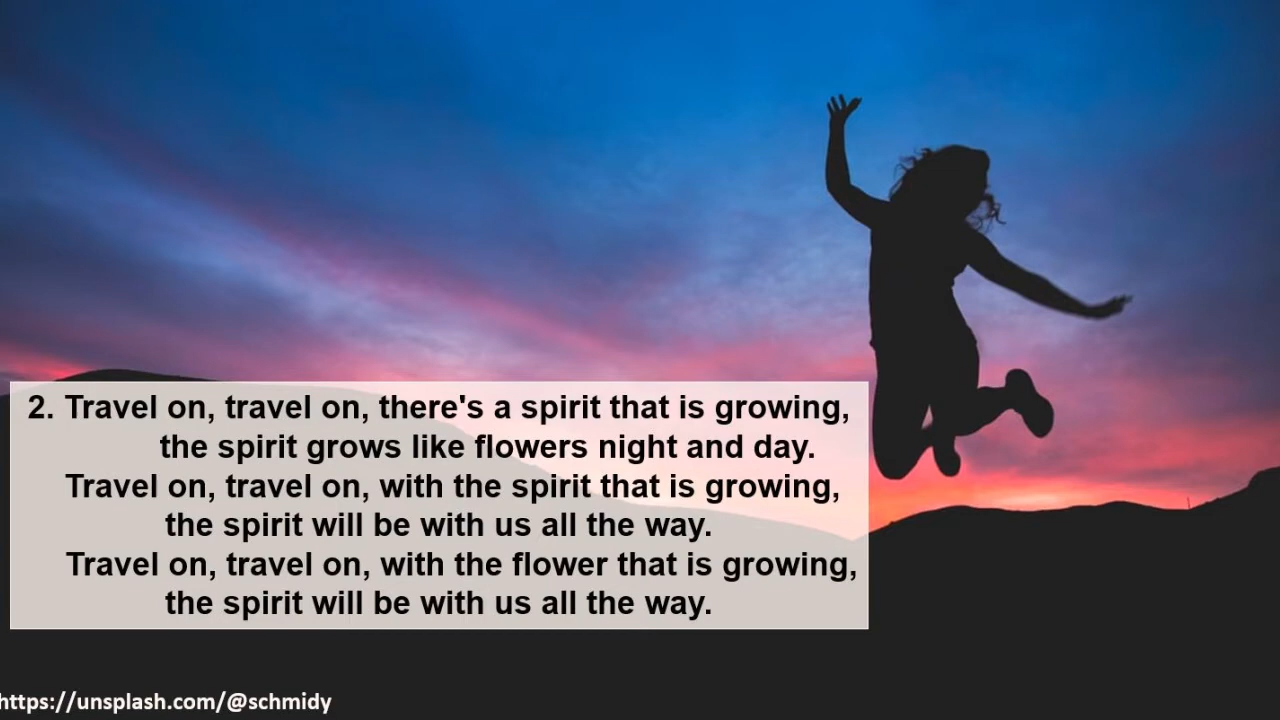 2. Travel on, travel on, there's a spirit that is growing,
the spirit grows like flowers night and day.
Travel on, travel on, with the spirit that is growing,
the spirit will be with us all the way.
Travel on, travel on, with the flower that is growing,
the spirit will be with us all the way.
https://unsplash.com/@schmidy